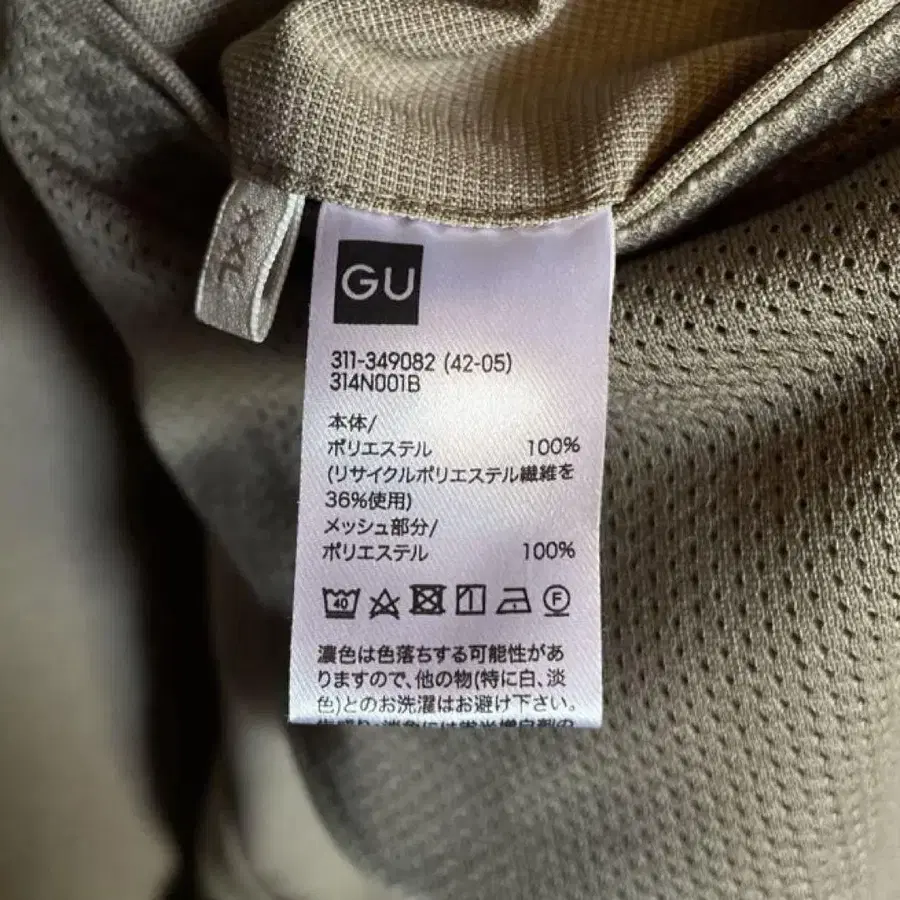 XXL
GU
311-349082 (42-05)
314N001B
本体/
ポリエステル 100%
(リサイクルポリエステル繊維を
36%使用)
メッシュ部分/
ポリエステル 100%
40 F
濃色は色落ちする可能性があ
りますので、他の物(特に白、淡
色)とのお洗濯はお避け下さい。